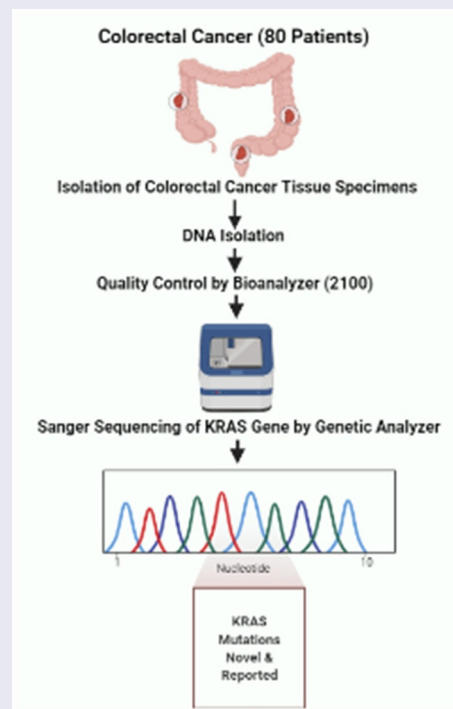 Colorectal Cancer (80 Patients)
Isolation of Colorectal Cancer Tissue Specimens
DNA Isolation
Quality Control by Bioanalyzer (2100)
Sanger Sequencing of KRAS Gene by Genetic Analyzer
1 10
Nucleotide
KRAS
Mutations
Novel &
Reported